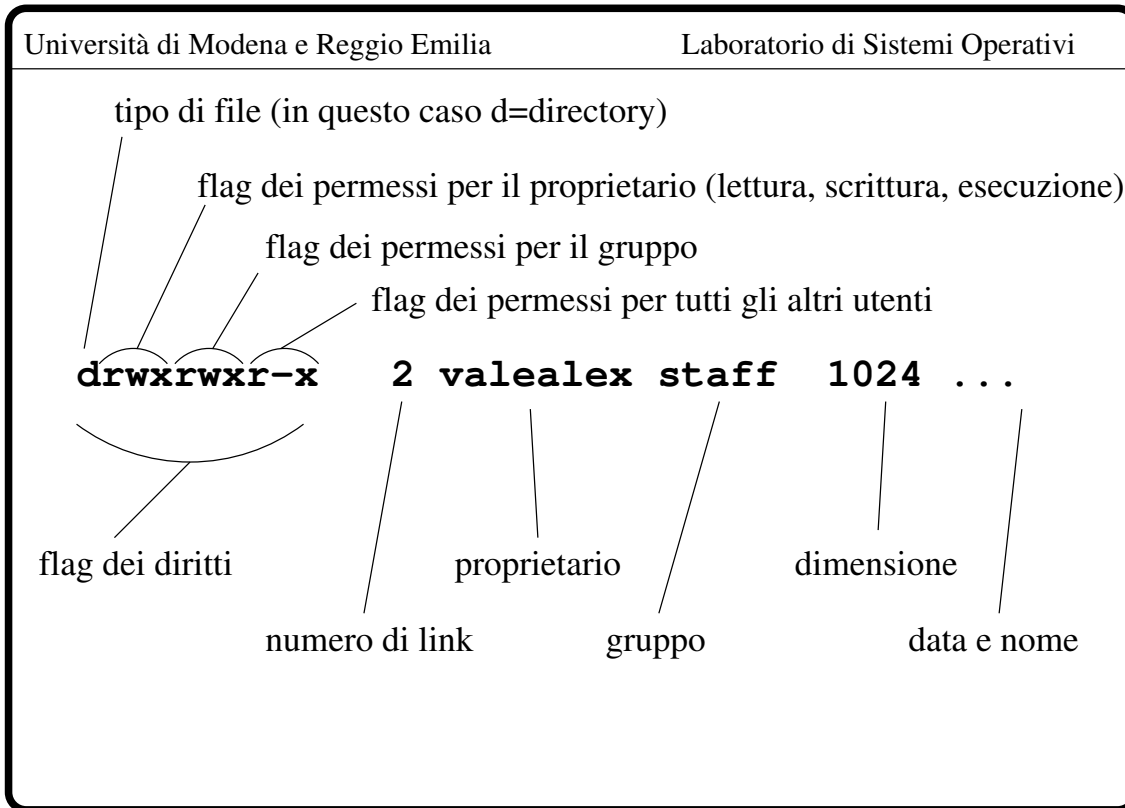 Università di Modena e Reggio Emilia Laboratorio di Sistemi Operativi
tipo di file (in questo caso d=directory)
flag dei permessi per il proprietario (lettura, scrittura, esecuzione)
flag dei permessi per il gruppo
flag dei permessi per tutti gli altri utenti
drwxrwxr-x 2 valealex staff 1024 ...
flag dei diritti proprietario dimensione
numero di link gruppo data e nome